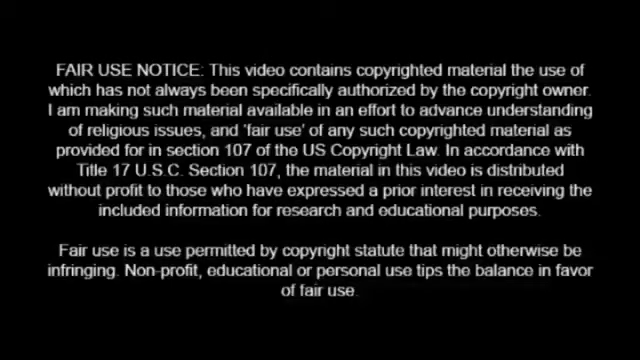 FAIR USE NOTICE: This video contains copyrighted material the use of
which has not always been specifically authorized by the copyright owner.
I am making such material available in an effort to advance understanding
of religious issues, and 'fair use' of any such copyrighted material as
provided for in section 107 of the US Copyright Law. In accordance with
Title 17 U.S.C. Section 107, the material in this video is distributed
without profit to those who have expressed a prior interest in receiving the
included information for research and educational purposes.
Fair use is a use permitted by copyright statute that might otherwise be
infringing. Non-profit, educational or personal use tips the balance in favor
of fair use.